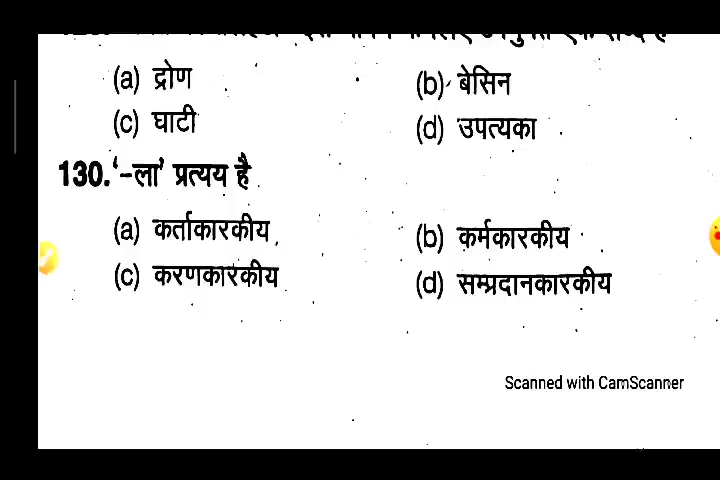 (a) द्रोण (b) बेसिन
(c) घाटी (d) उपत्यका
130. ‘-ला’ प्रत्यय है
(a) कर्ताकारकीय (b) कर्मकारकीय
(c) करणकारकीय (d) सम्प्रदानकारकीय
Scanned with CamScanner